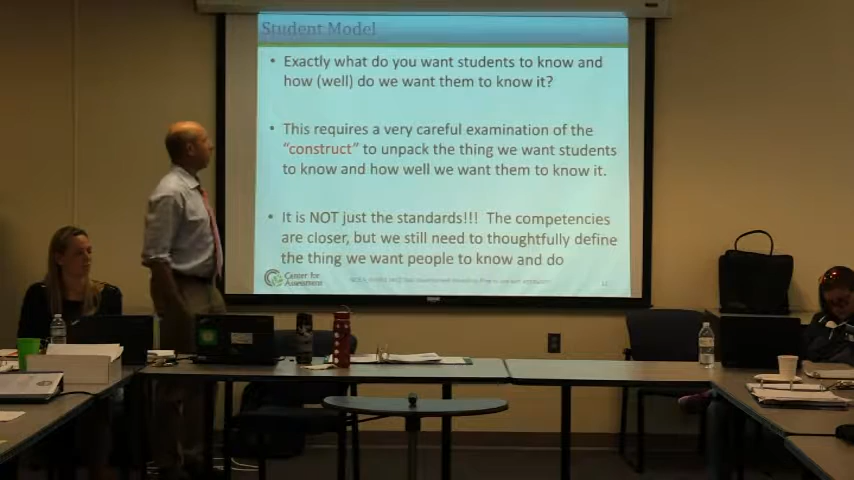 Student Model
• Exactly what do you want students to know and
how (well) do we want them to know it?
• This requires a very careful examination of the
"construct" to unpack the thing we want students
to know and how well we want them to know it.
• It is NOT just the standards!!! The competencies
are closer, but we still need to thoughtfully define
the thing we want people to know and do
Center for
Assessment